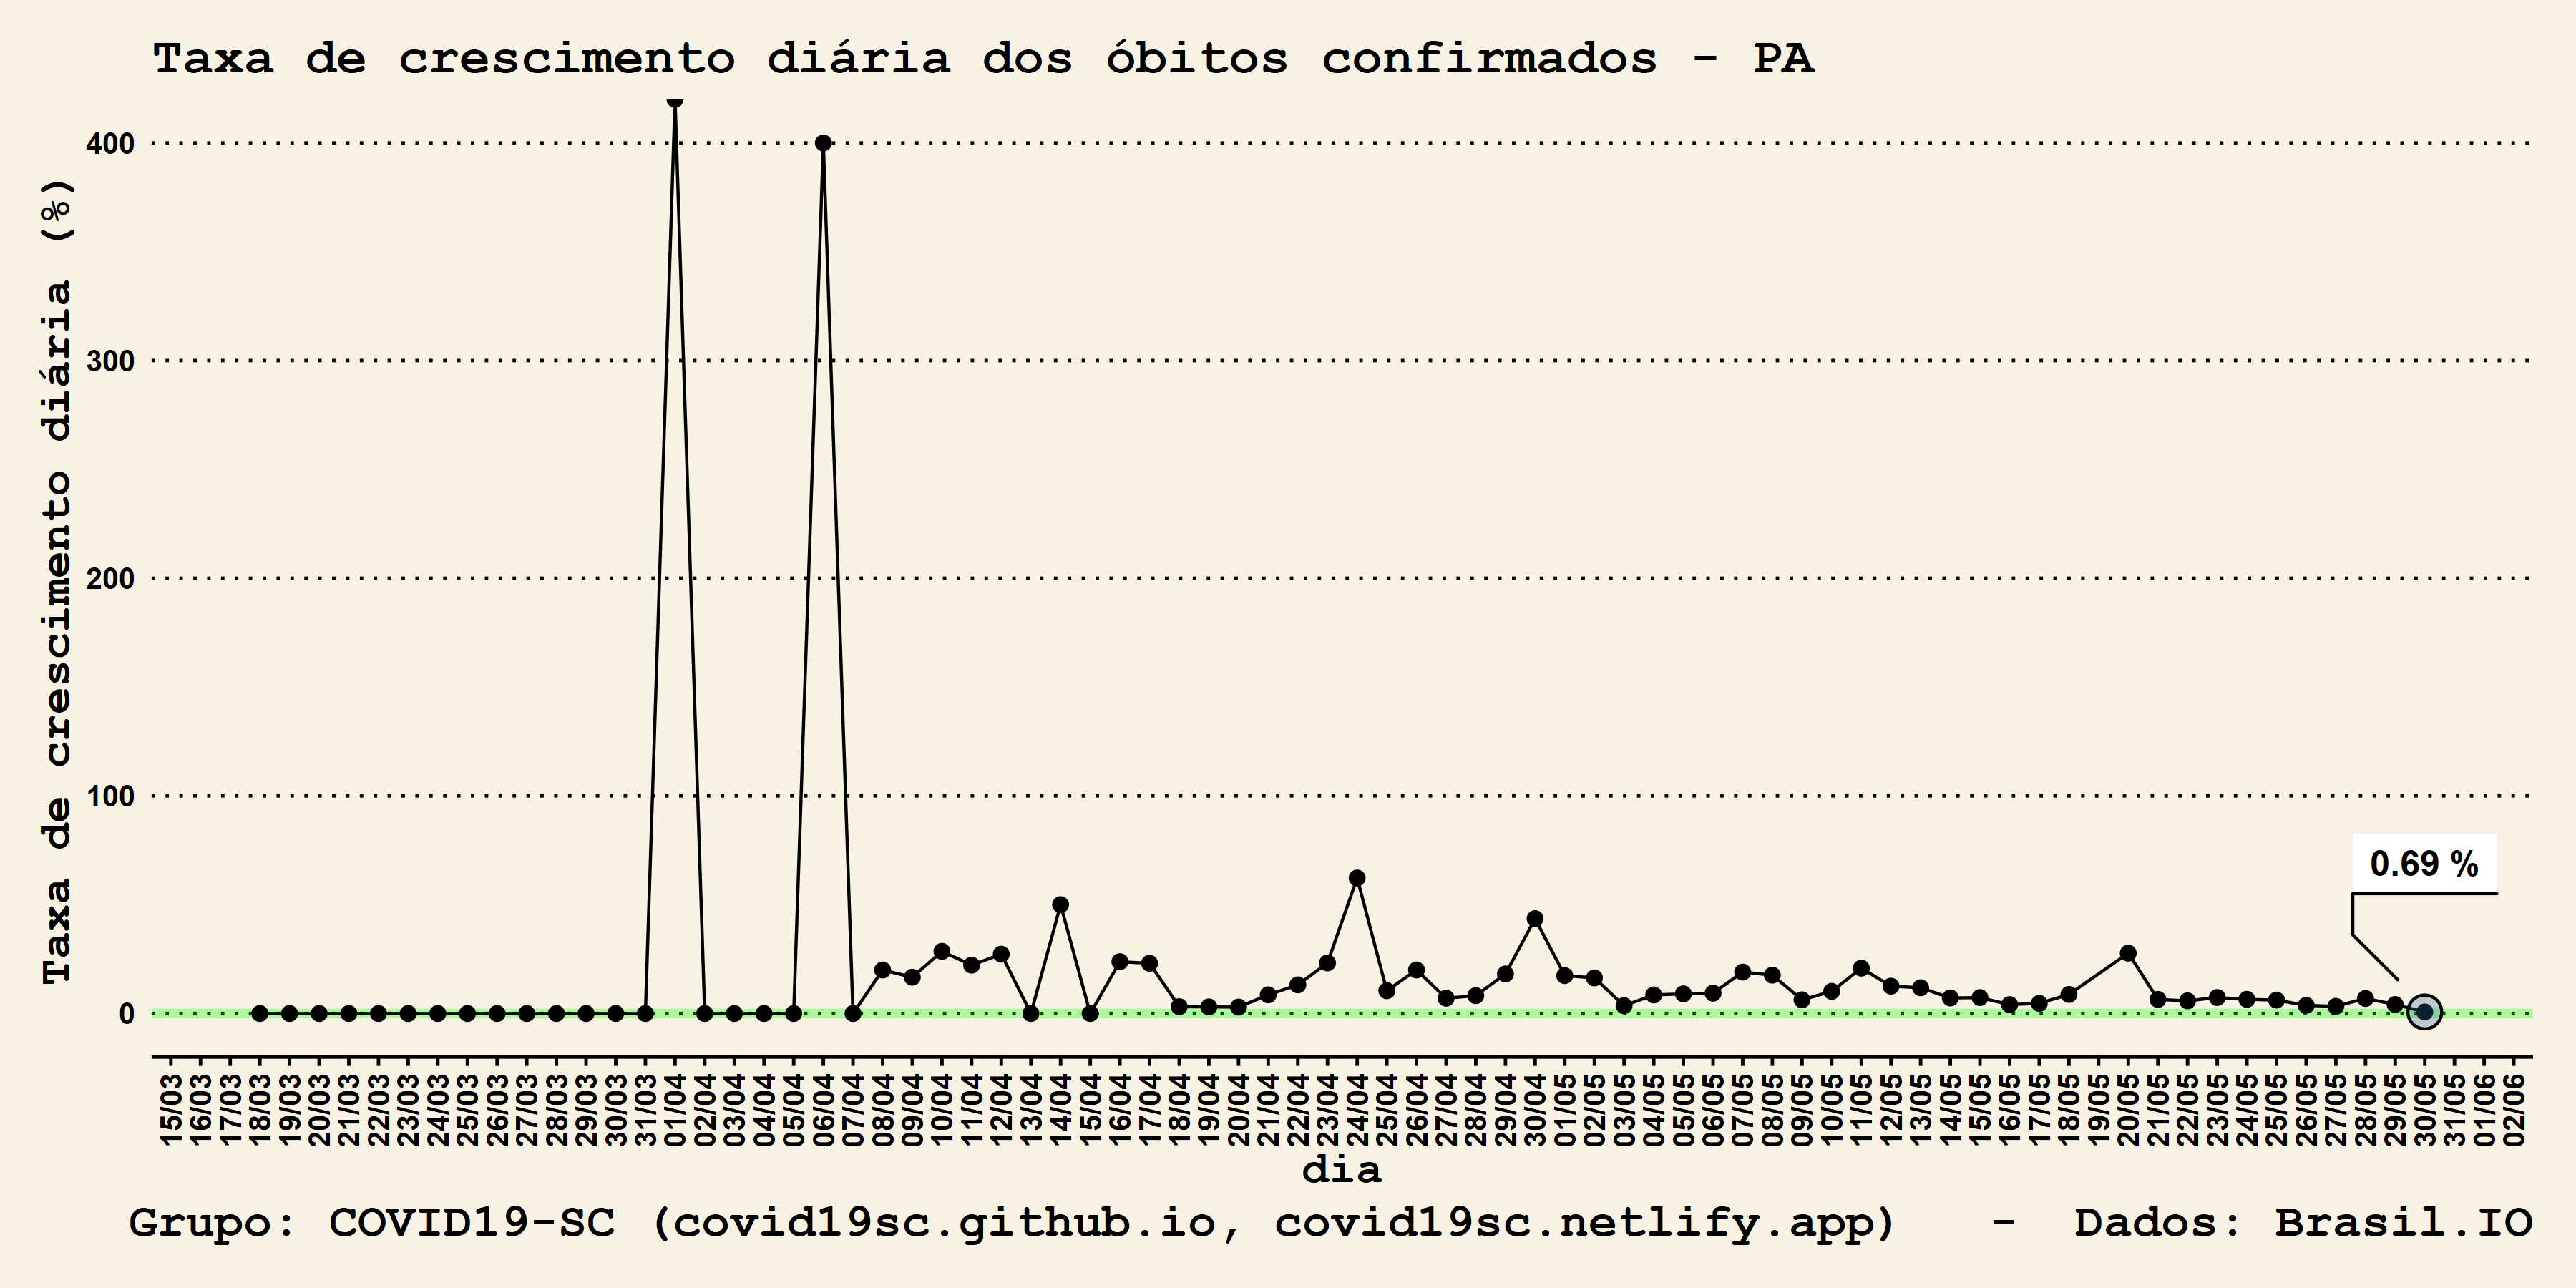 Taxa de crescimento diária dos óbitos confirmados - PA
Taxa de crescimento diária (%)
400
300
200
100
0
0.69 %
15/03 16/03 17/03 18/03 19/03 20/03 21/03 22/03 23/03 24/03 25/03 26/03 27/03 28/03 29/03 30/03 31/03 01/04 02/04 03/04 04/04 05/04 06/04 07/04 08/04 09/04 10/04 11/04 12/04 13/04 14/04 15/04 16/04 17/04 18/04 19/04 20/04 21/04 22/04 23/04 24/04 25/04 26/04 27/04 28/04 29/04 30/04 01/05 02/05 03/05 04/05 05/05 06/05 07/05 08/05 09/05 10/05 11/05 12/05 13/05 14/05 15/05 16/05 17/05 18/05 19/05 20/05 21/05 22/05 23/05 24/05 25/05 26/05 27/05 28/05 29/05 30/05 31/05 01/06 02/06
dia
Grupo: COVID19-SC (covid19sc.github.io, covid19sc.netlify.app) - Dados: Brasil.IO